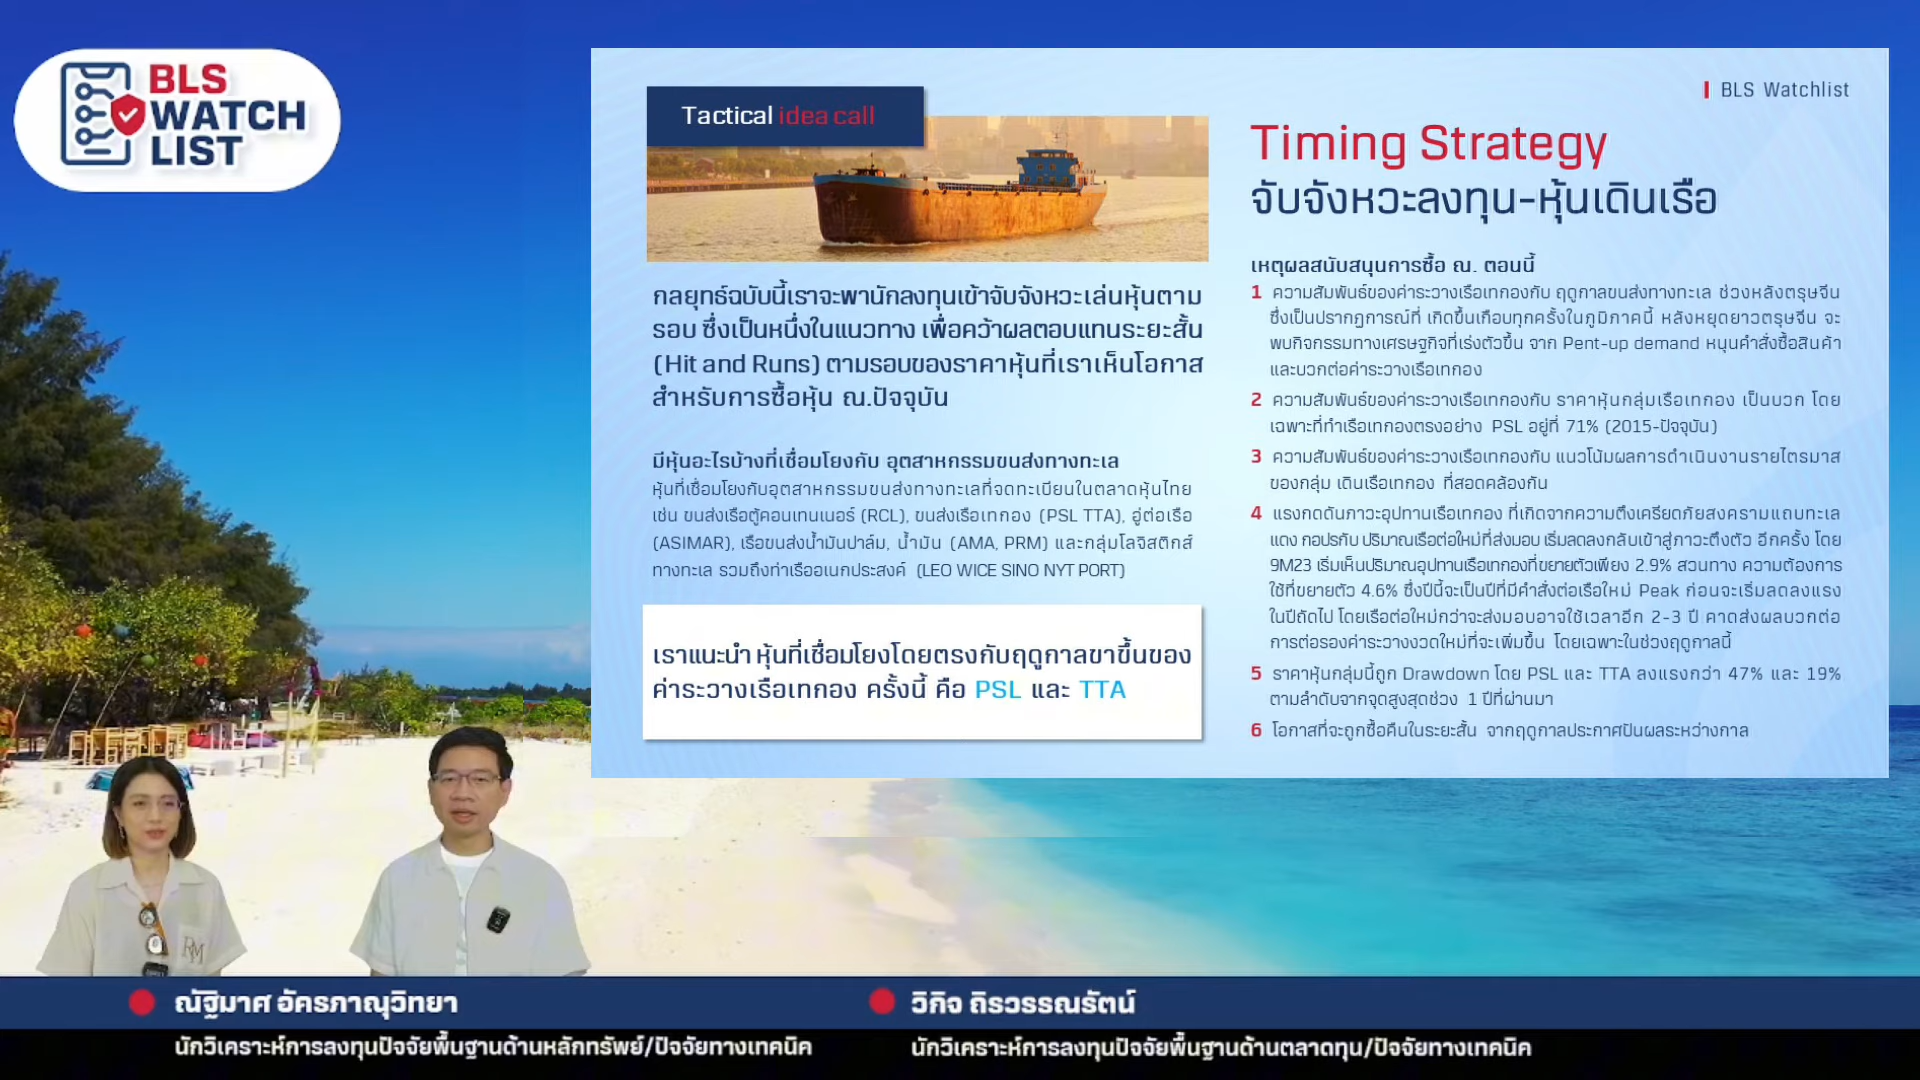 BLS
WATCH
LIST
Tactical idea call
กลยุทธ์ฉบับนี้เราจะพานักลงทุนเข้าจับจังหวะเล่นหุ้นตาม
รอบ ซึ่งเป็นหนึ่งในแนวทาง เพื่อคว้าผลตอบแทนระยะสั้น
(Hit and Runs) ตามรอบของราคาหุ้นที่เราเห็นโอกาส
สำหรับการซื้อหุ้น ณ.ปัจจุบัน
มีหุ้นอะไรบ้างที่เชื่อมโยงกับ อุตสาหกรรมขนส่งทางทะเล
หุ้นที่เชื่อมโยงกับอุตสาหกรรมขนส่งทางทะเลที่จดทะเบียนในตลาดหุ้นไทย
เช่น ขนส่งเรือตู้คอนเทนเนอร์ (RCL), ขนส่งเรือเทกอง (PSL TTA), อู่ต่อเรือ
(ASIMAR), เรือขนส่งน้ำมันปาล์ม, น้ำมัน (AMA, PRM) และกลุ่มโลจิสติกส์
ทางทะเล รวมถึงท่าเรืออเนกประสงค์ (LEO WICE SINO NYT PORT)
เราแนะนำ หุ้นที่เชื่อมโยงโดยตรงกับฤดูกาลขาขึ้นของ
ค่าระวางเรือเทกอง ครั้งนี้ คือ PSL และ TTA
BLS Watchlist
Timing Strategy
จับจังหวะลงทุน-หุ้นเดินเรือ
เหตุผลสนับสนุนการซื้อ ณ. ตอนนี้
1 ความสัมพันธ์ของค่าระวางเรือเทกองกับ ฤดูกาลขนส่งทางทะเล ช่วงหลังตรุษจีน
ซึ่งเป็นปรากฏการณ์ที่ เกิดขึ้นเกือบทุกครั้งในภูมิภาคนี้ หลังหยุดยาวตรุษจีน จะ
พบกิจกรรมทางเศรษฐกิจที่เร่งตัวขึ้น จาก Pent-up demand หนุนคำสั่งซื้อสินค้า
และบวกต่อค่าระวางเรือเทกอง
2 ความสัมพันธ์ของค่าระวางเรือเทกองกับ ราคาหุ้นกลุ่มเรือเทกอง เป็นบวก โดย
เฉพาะที่ทำเรือเทกองตรงอย่าง PSL อยู่ที่ 71% (2015-ปัจจุบัน)
3 ความสัมพันธ์ของค่าระวางเรือเทกองกับ แนวโน้มผลการดำเนินงานรายไตรมาส
ของกลุ่ม เดินเรือเทกอง ที่สอดคล้องกัน
4 แรงกดดันภาวะอุปทานเรือเทกอง ที่เกิดจากความตึงเครียดภัยสงครามแถบทะเล
แดง กอปรกับ ปริมาณเรือต่อใหม่ที่ส่งมอบ เริ่มลดลงกลับเข้าสู่ภาวะตึงตัว อีกครั้ง โดย
9M23 เริ่มเห็นปริมาณอุปทานเรือเทกองที่ขยายตัวเพียง 2.9% สวนทาง ความต้องการ
ใช้ที่ขยายตัว 4.6% ซึ่งปีนี้จะเป็นปีที่มีคำสั่งต่อเรือใหม่ Peak ก่อนจะเริ่มลดลงแรง
ในปีถัดไป โดยเรือต่อใหม่กว่าจะส่งมอบอาจใช้เวลาอีก 2-3 ปี คาดส่งผลบวกต่อ
การต่อรองค่าระวางงวดใหม่ที่จะเพิ่มขึ้น โดยเฉพาะในช่วงฤดูกาลนี้
5 ราคาหุ้นกลุ่มนี้ถูก Drawdown โดย PSL และ TTA ลงแรงกว่า 47% และ 19%
ตามลำดับจากจุดสูงสุดช่วง 1 ปีที่ผ่านมา
6 โอกาสที่จะถูกซื้อคืนในระยะสั้น จากฤดูกาลประกาศปันผลระหว่างกาล
RM
ณัฐิมาศ อัครภาณุวิทยา
นักวิเคราะห์การลงทุนปัจจัยพื้นฐานด้านหลักทรัพย์/ปัจจัยทางเทคนิค
วิกิจ ถิรวรรณรัตน์
นักวิเคราะห์การลงทุนปัจจัยพื้นฐานด้านตลาดทุน/ปัจจัยทางเทคนิค